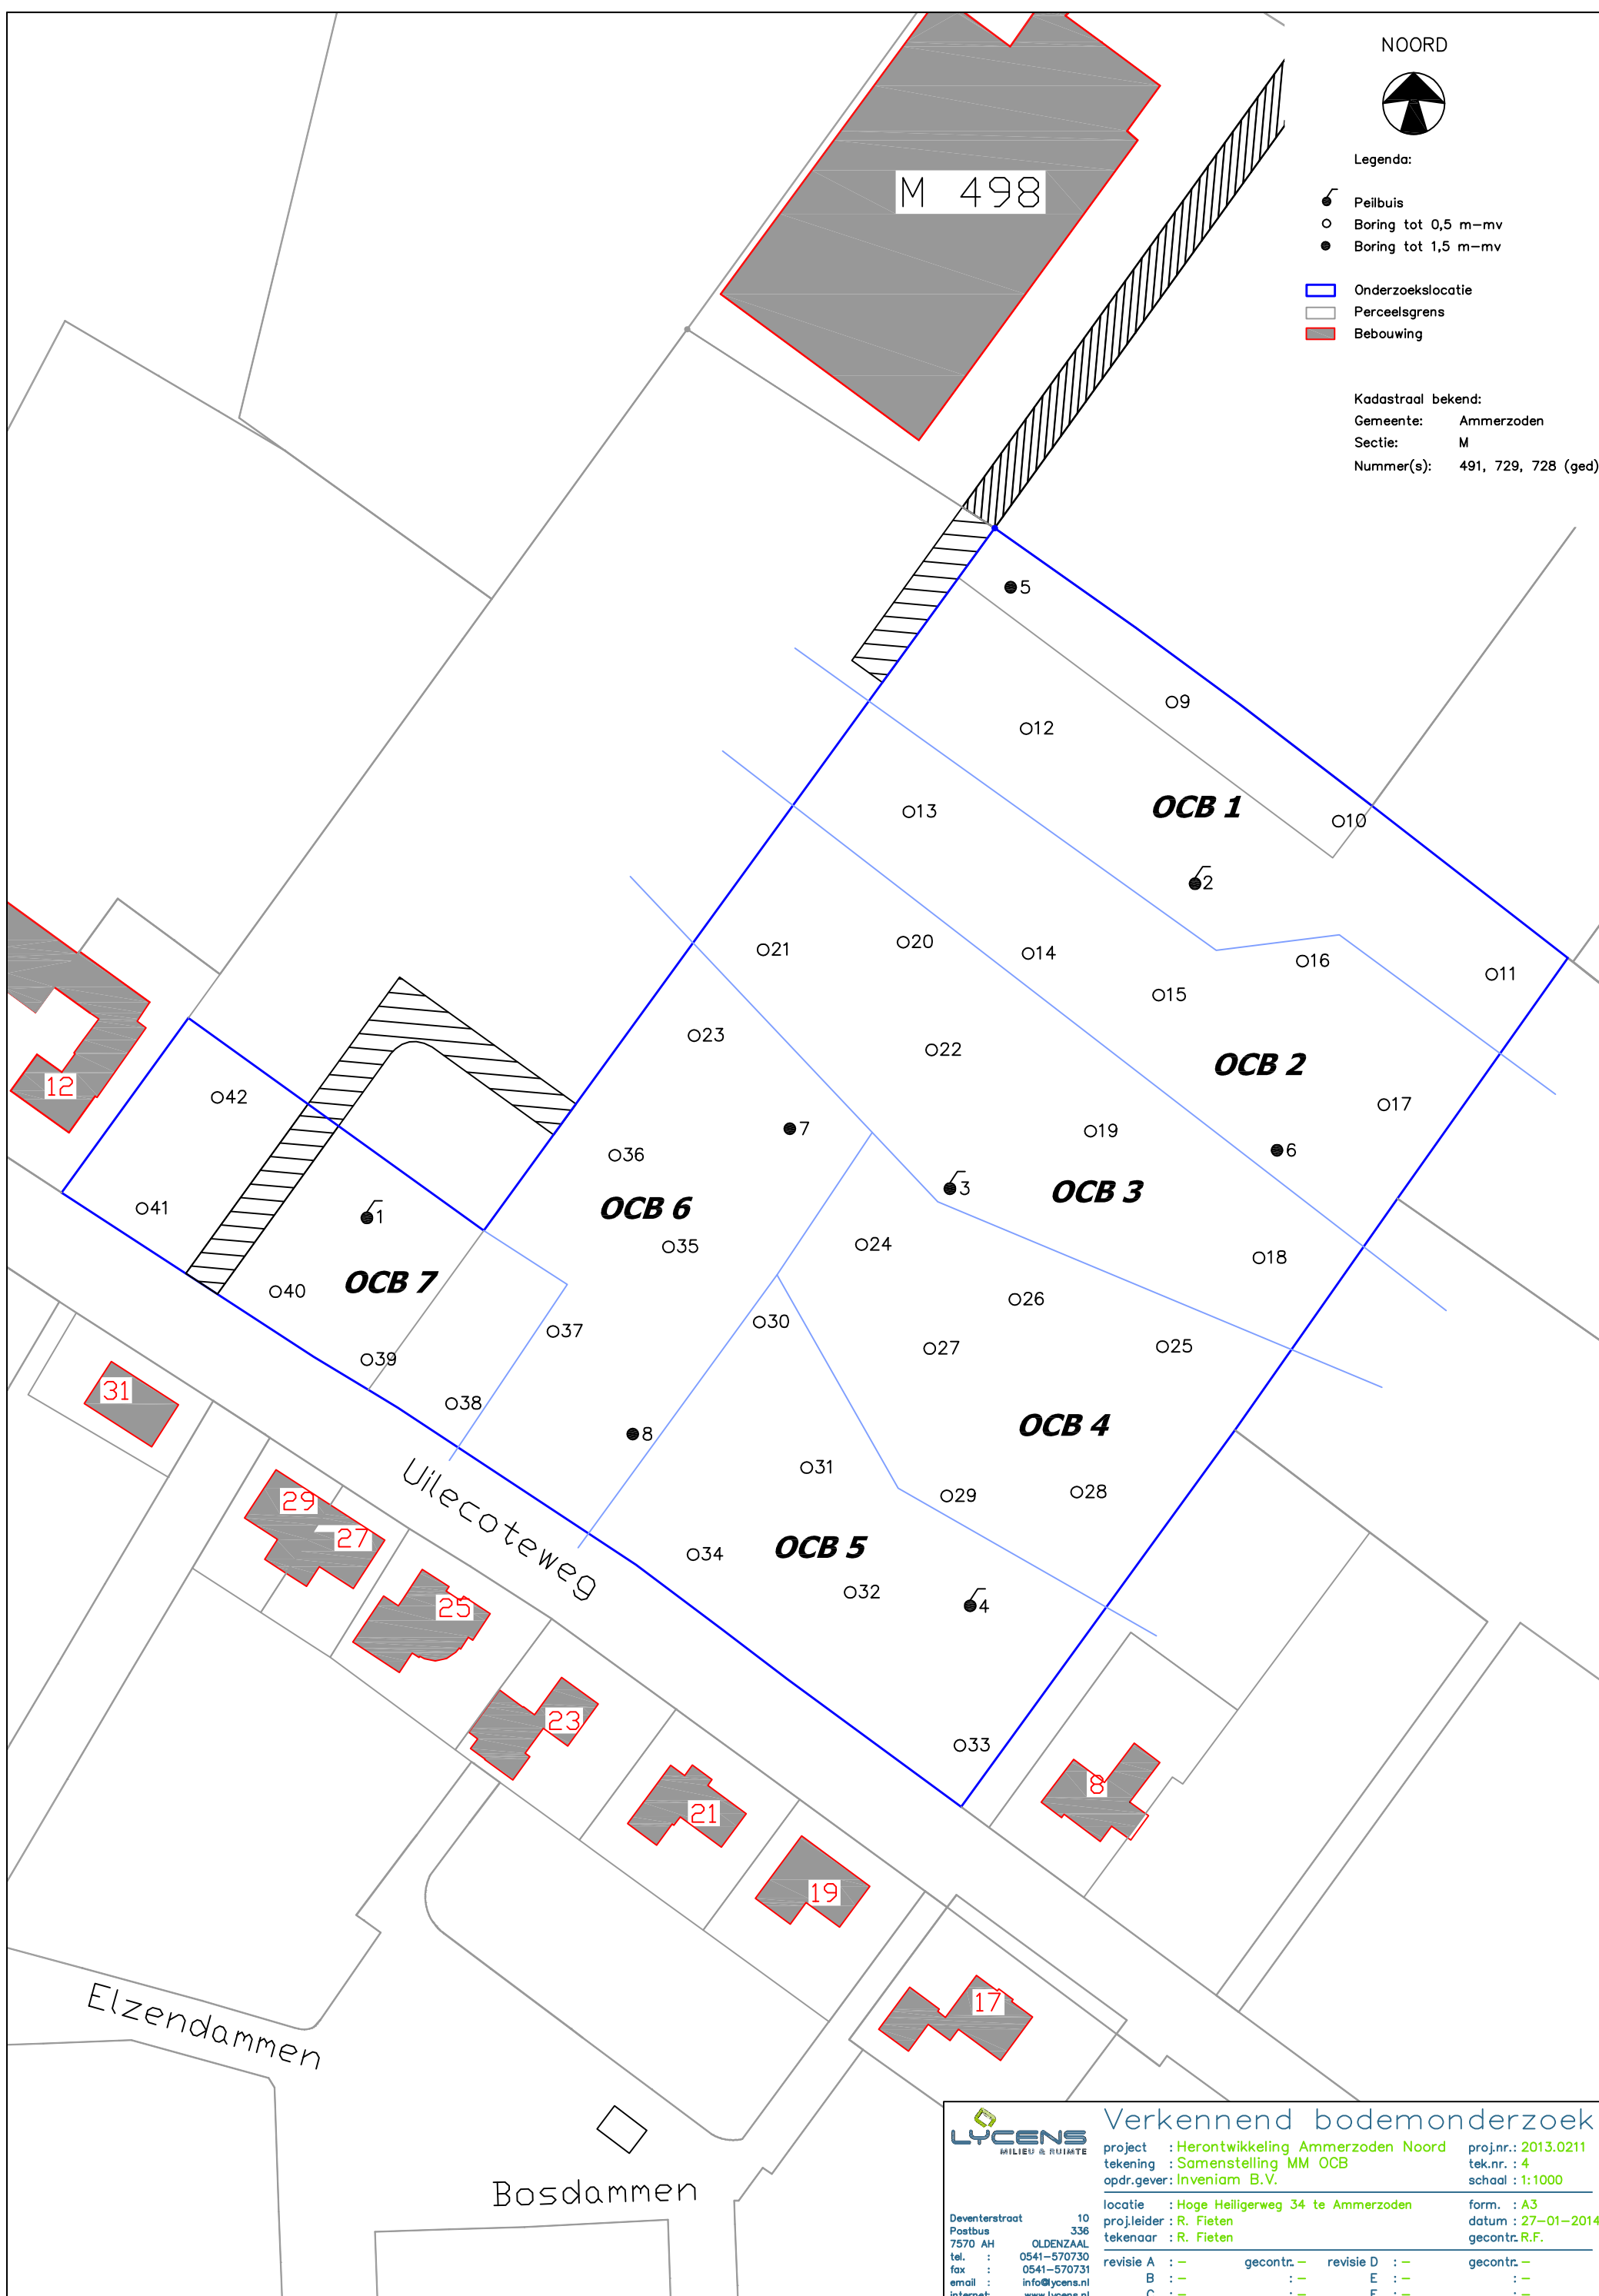 NOORD
Legenda:
Peilbuis
Boring tot 0,5 m-mv
Boring tot 1,5 m-mv
Onderzoekslocatie
Perceelsgrens
Bebouwing
Kadastraal bekend:
Gemeente: Ammerzoden
Sectie: M
Nummer(s): 491, 729, 728 (ged)
M 498
5
9
12
13
OCB 1
10
2
21
20
14
16
11
15
23
22
OCB 2
17
12
42
7
19
6
36
3
OCB 3
41
1
OCB 6
35
24
18
OCB 7
40
26
37
30
27
25
39
31
38
8
OCB 4
31
29
28
Uilecoteweg
29
27
OCB 5
34
32
4
25
23
33
21
8
19
17
Elzendammen
Bosdammen
LYCENS
MILIEU & RUIMTE
Deventerstraat 10
Postbus 336
7570 AH OLDENZAAL
tel. : 0541-570730
fax : 0541-570731
email : info@lycens.nl
internet: www.lycens.nl
Verkennend bodemonderzoek
project : Herontwikkeling Ammerzoden Noord proj.nr.: 2013.0211
tekening : Samenstelling MM OCB tek.nr. : 4
opdr.gever: Inveniam B.V. schaal : 1:1000
locatie : Hoge Heiligerweg 34 te Ammerzoden form. : A3
proj.leider : R. Fieten datum : 27-01-2014
tekenaar : R. Fieten gecontr.: R.F.
revisie A : - gecontr.: - revisie D : - gecontr.: -
B : - : - E : - : -
C : - : - F : - : -